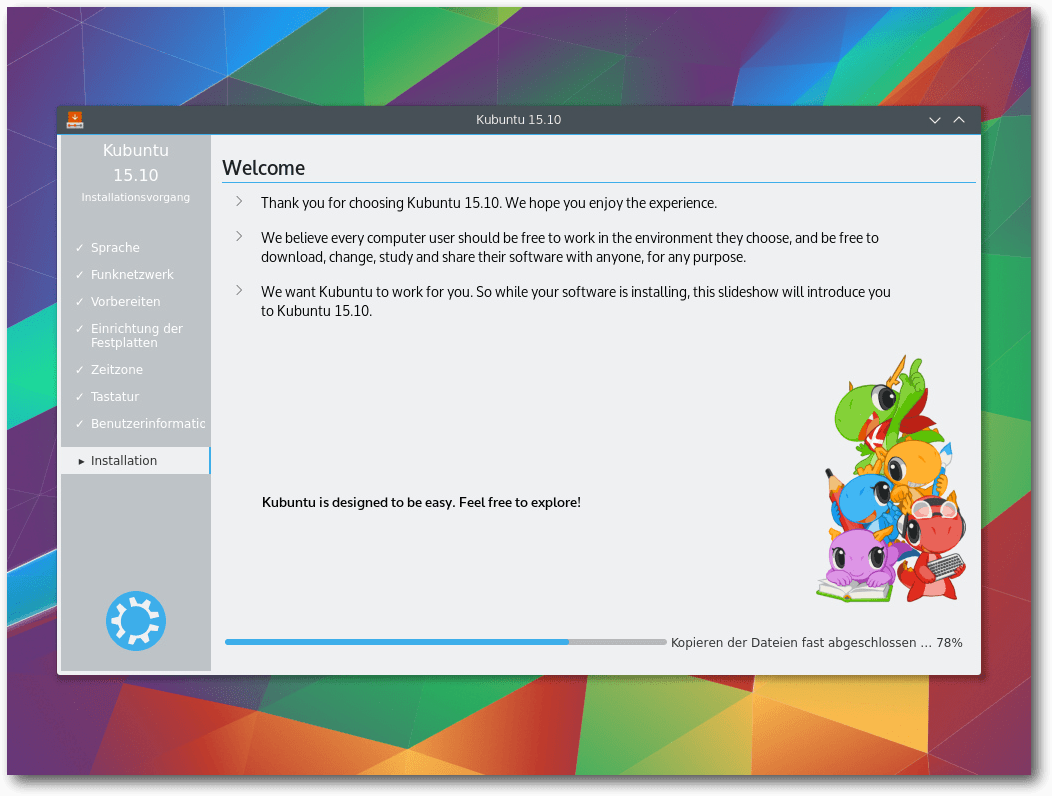 Kubuntu 15.10
Kubuntu
15.10
Installationsvorgang
✓ Sprache
✓ Funknetzwerk
✓ Vorbereiten
✓ Einrichtung der
Festplatten
✓ Zeitzone
✓ Tastatur
✓ Benutzerinformatic
▸ Installation
Welcome
Thank you for choosing Kubuntu 15.10. We hope you enjoy the experience.
We believe every computer user should be free to work in the environment they choose, and be free to
download, change, study and share their software with anyone, for any purpose.
We want Kubuntu to work for you. So while your software is installing, this slideshow will introduce you
to Kubuntu 15.10.
Kubuntu is designed to be easy. Feel free to explore!
Kopieren der Dateien fast abgeschlossen ... 78%